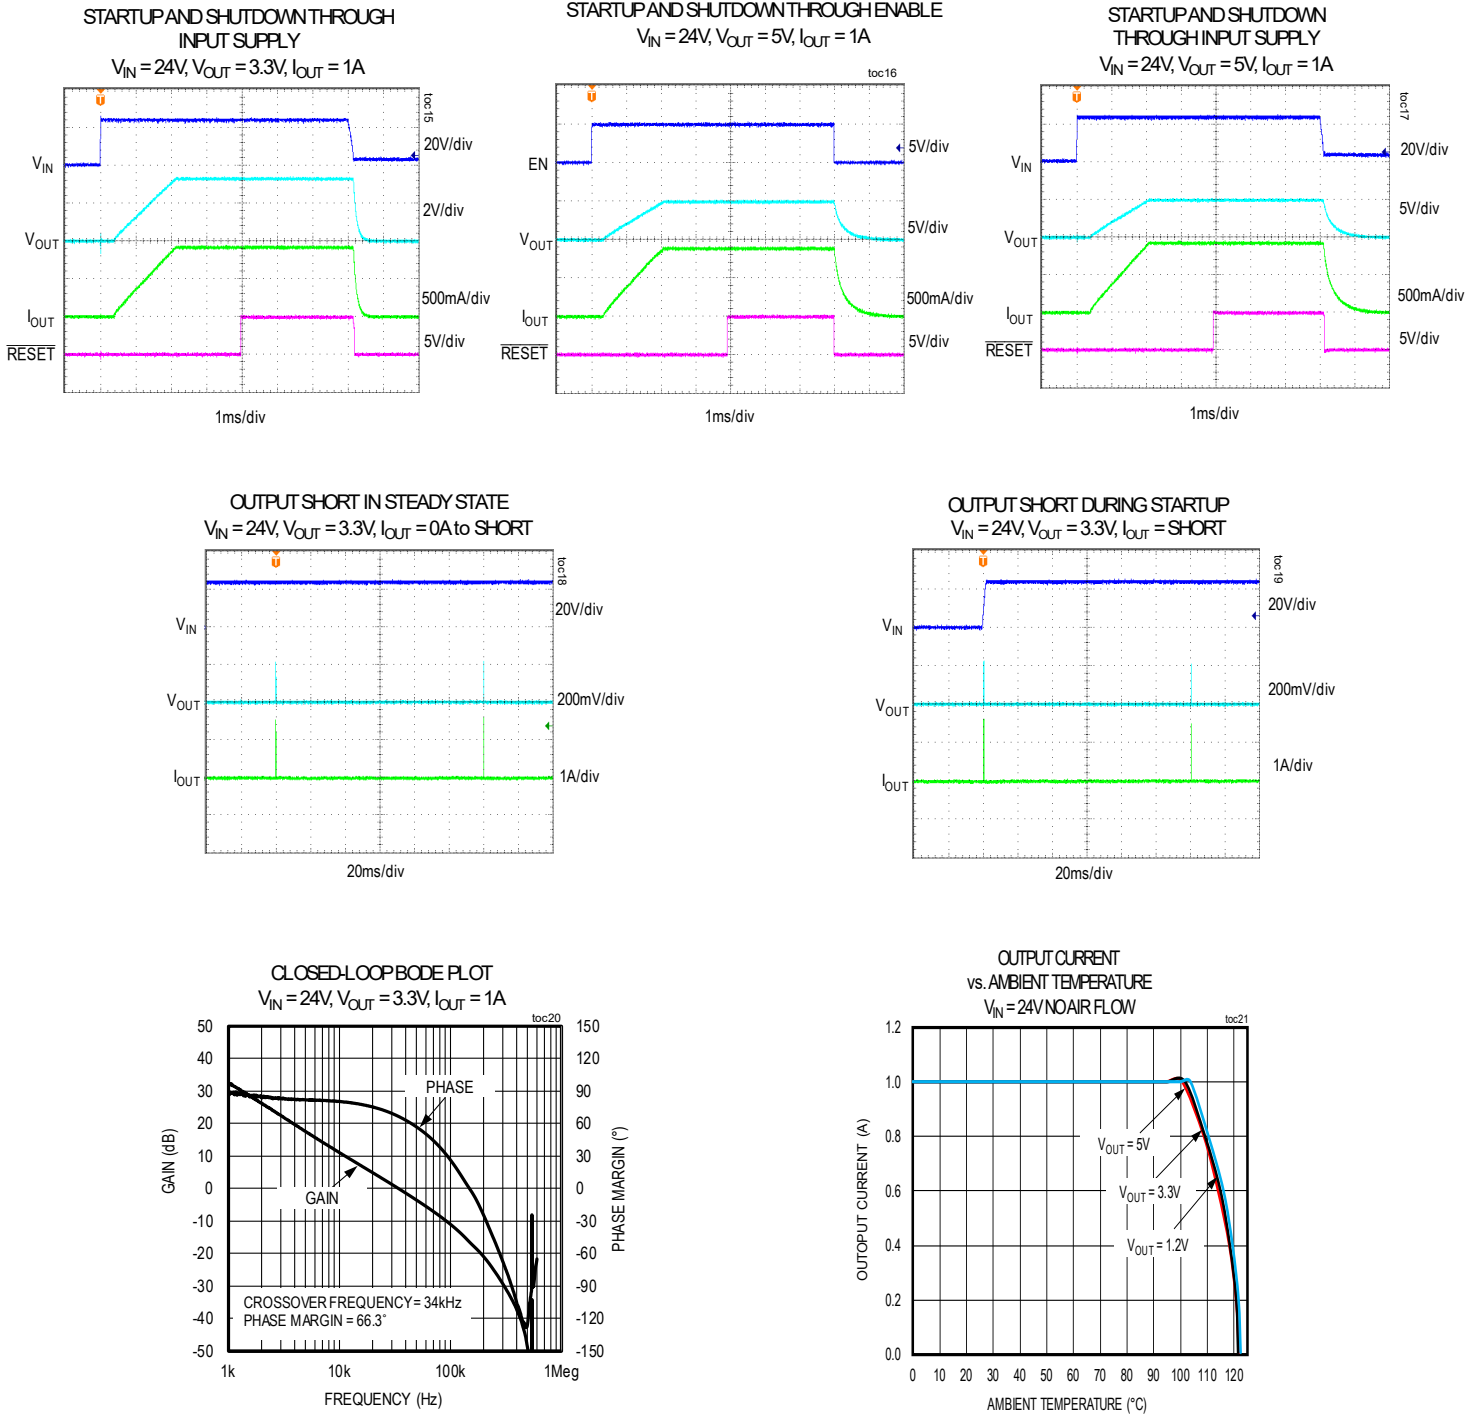 STARTUP AND SHUTDOWN THROUGH
INPUT SUPPLY
VIN = 24V, VOUT = 3.3V, IOUT = 1A
toc15
VIN
20V/div
2V/div
VOUT
500mA/div
IOUT
5V/div
RESET
1ms/div
STARTUP AND SHUTDOWN THROUGH ENABLE
VIN = 24V, VOUT = 5V, IOUT = 1A
toc16
5V/div
EN
5V/div
VOUT
500mA/div
IOUT
5V/div
RESET
1ms/div
STARTUP AND SHUTDOWN
THROUGH INPUT SUPPLY
VIN = 24V, VOUT = 5V, IOUT = 1A
toc17
20V/div
VIN
5V/div
VOUT
500mA/div
IOUT
5V/div
RESET
1ms/div
OUTPUT SHORT IN STEADY STATE
VIN = 24V, VOUT = 3.3V, IOUT = 0A to SHORT
toc18
20V/div
VIN
VOUT
200mV/div
IOUT
1A/div
20ms/div
OUTPUT SHORT DURING STARTUP
VIN = 24V, VOUT = 3.3V, IOUT = SHORT
toc19
20V/div
VIN
200mV/div
VOUT
1A/div
IOUT
20ms/div
CLOSED-LOOP BODE PLOT
VIN = 24V, VOUT = 3.3V, IOUT = 1A
toc20
50
40
30
20
10
0
-10
-20
-30
-40
-50
GAIN (dB)
150
120
90
60
30
0
-30
-60
-90
-120
-150
PHASE MARGIN (°)
PHASE
GAIN
CROSSOVER FREQUENCY = 34kHz
PHASE MARGIN = 66.3°
1k 10k 100k 1Meg
FREQUENCY (Hz)
OUTPUT CURRENT
vs. AMBIENT TEMPERATURE
VIN = 24V NO AIR FLOW
toc21
1.2
1.0
0.8
0.6
0.4
0.2
0.0
OUTOPUT CURRENT (A)
VOUT = 5V
VOUT = 3.3V
VOUT = 1.2V
0 10 20 30 40 50 60 70 80 90 100 110 120
AMBIENT TEMPERATURE (°C)